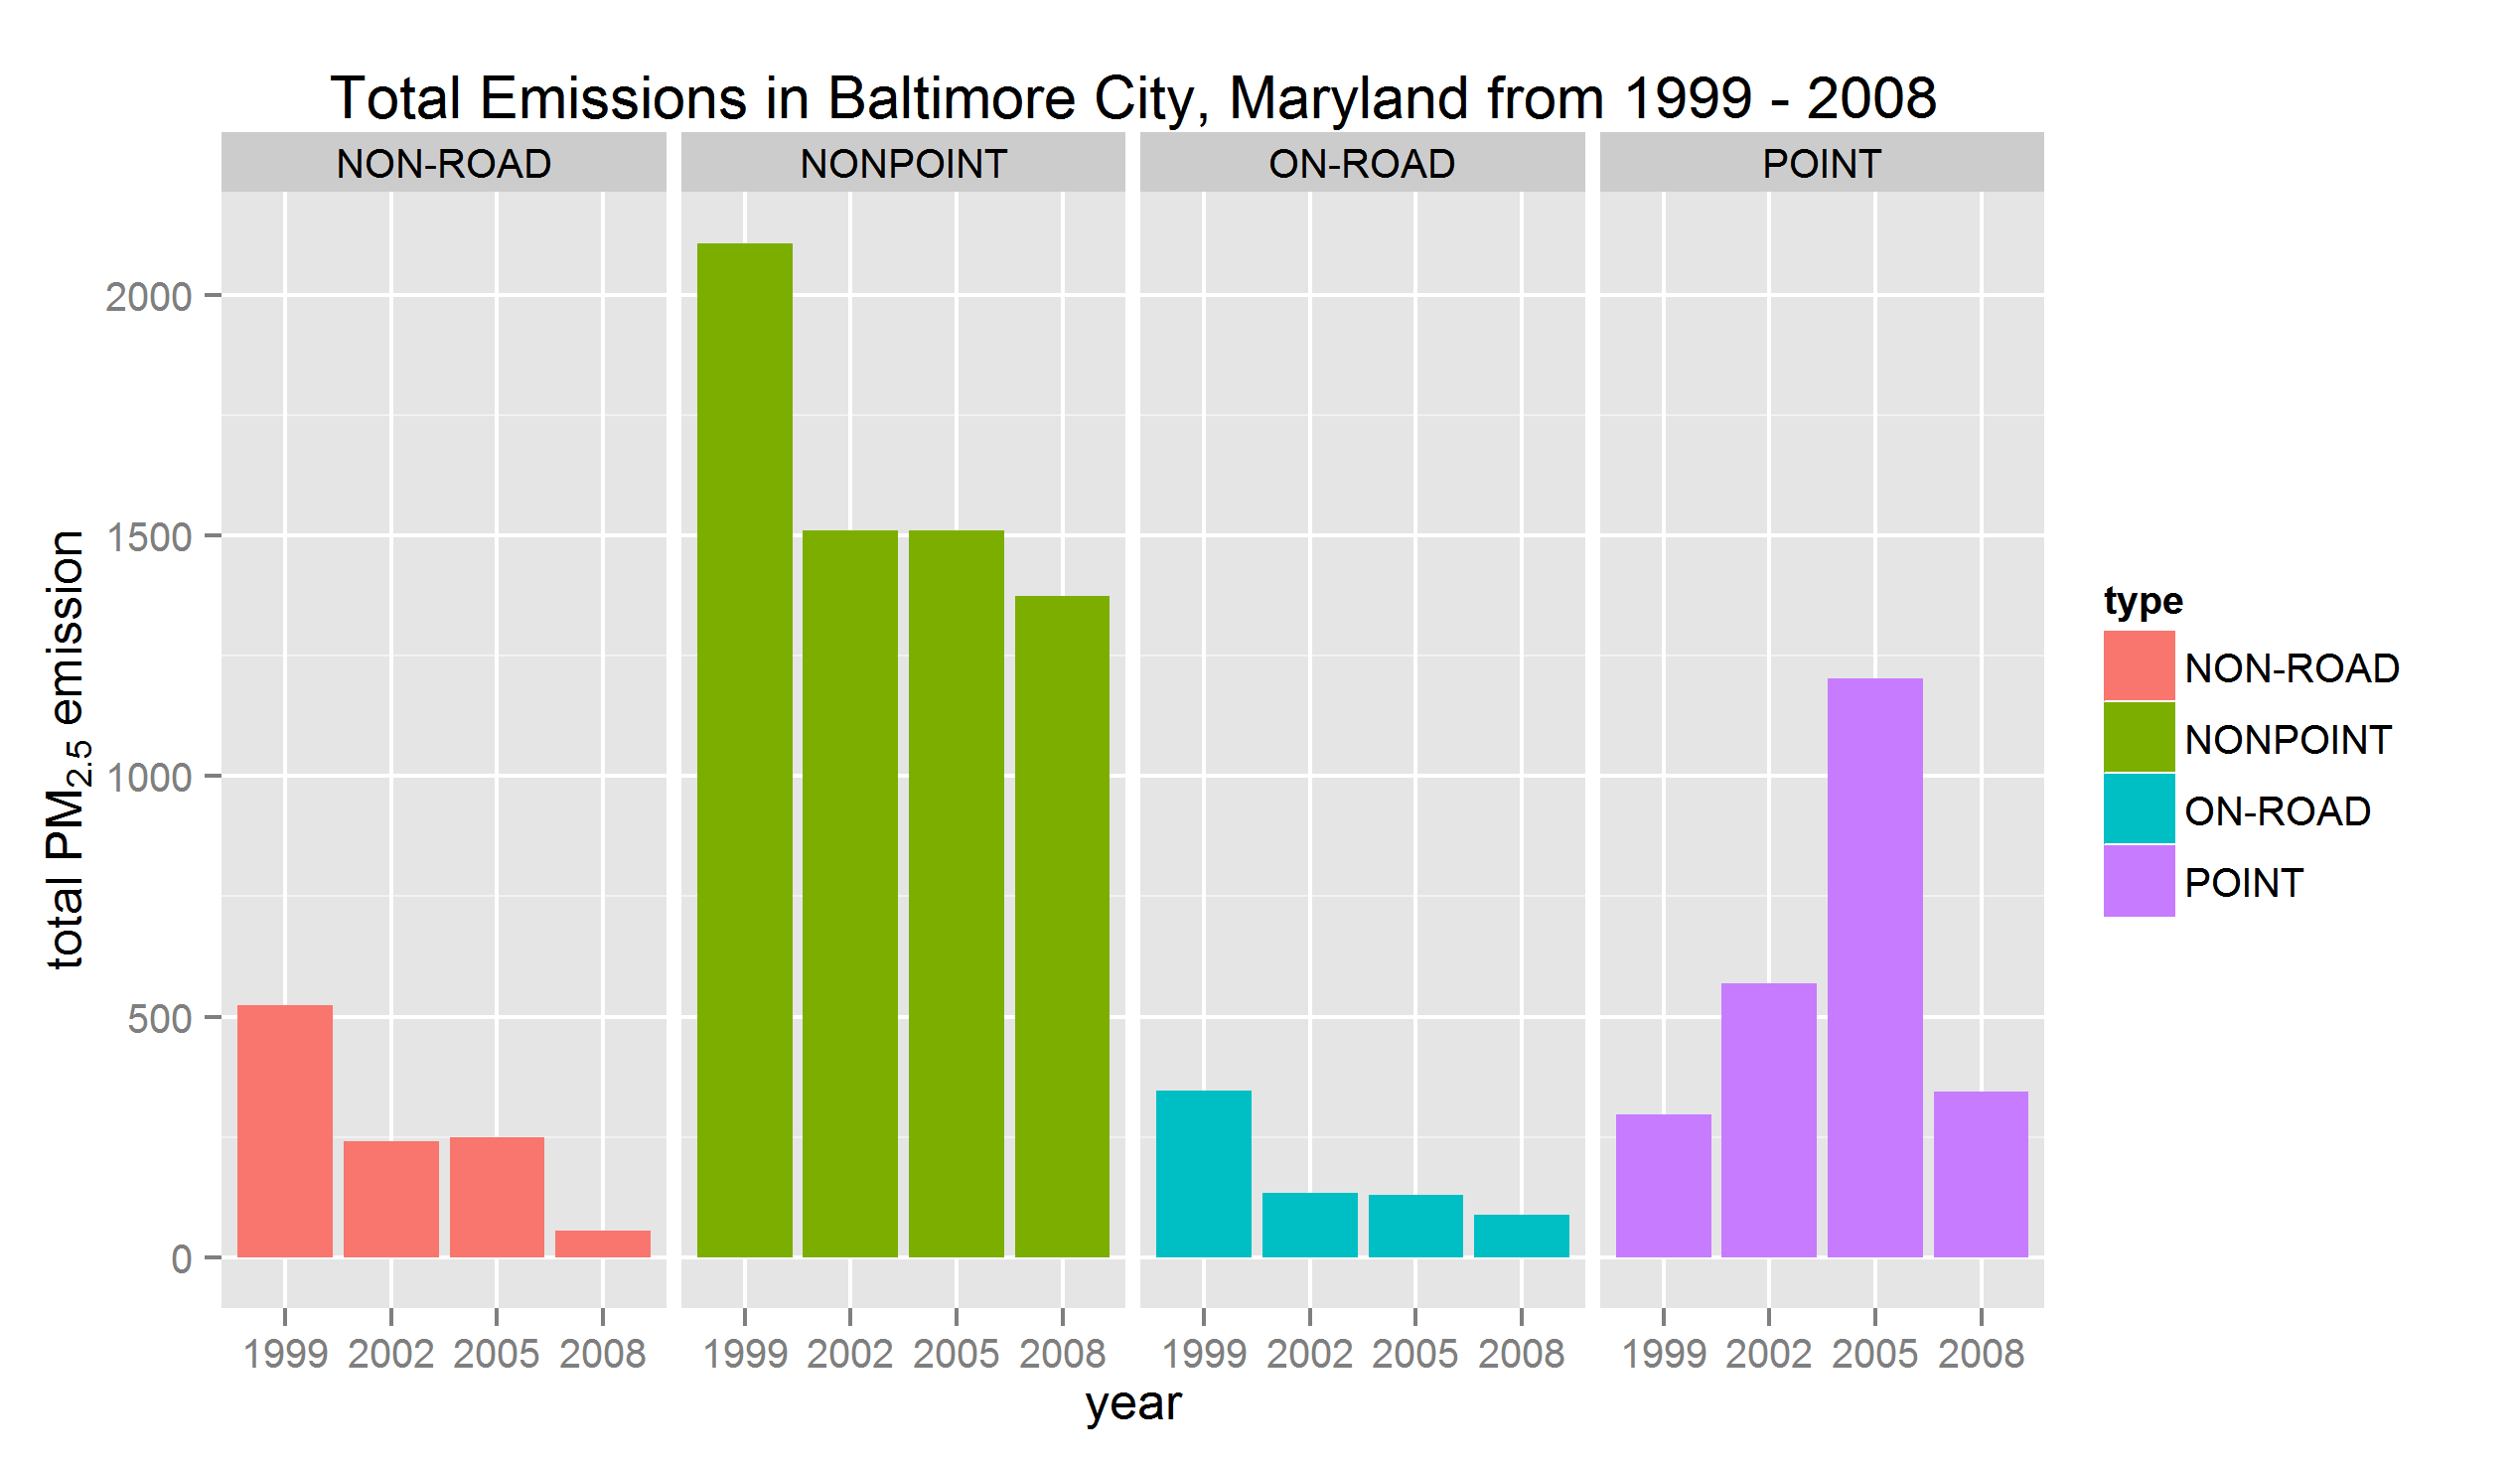 Total Emissions in Baltimore City, Maryland from 1999 - 2008
NON-ROAD NONPOINT ON-ROAD POINT
total PM2.5 emission
2000
1500
1000
500
0
1999 2002 2005 2008 1999 2002 2005 2008 1999 2002 2005 2008 1999 2002 2005 2008
year
type
NON-ROAD
NONPOINT
ON-ROAD
POINT